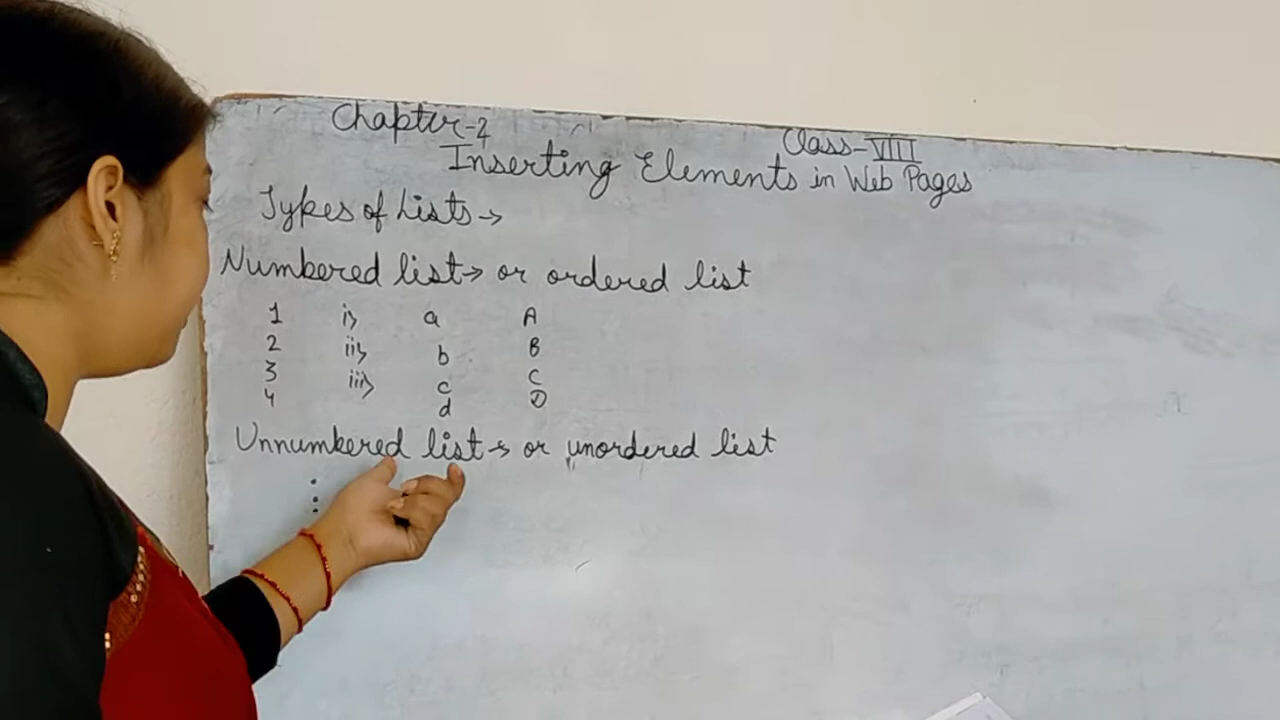 Chapter-2
Class-VIII
Inserting Elements in Web Pages
Types of Lists →
Numbered list → or ordered list
1 i> a A
2 ii> b B
3 iii> c C
4 d D
Unnumbered list → or unordered list